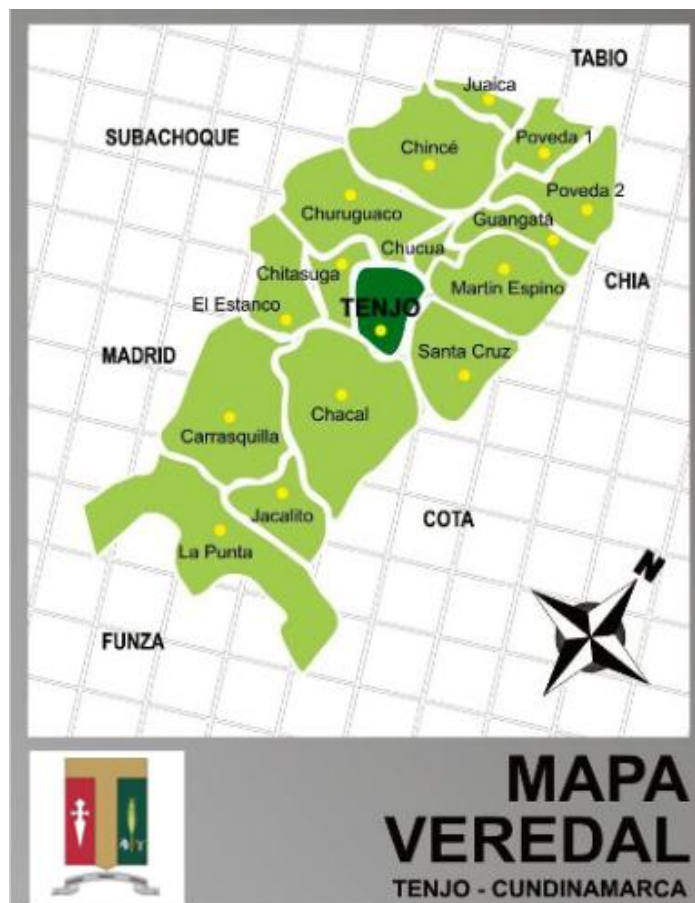 TABIO
Juaica
SUBACHOQUE
Poveda 1
Chincé
Poveda 2
Churuguaco
Guangatá
Chucua
Chitasuga
CHIA
Martin Espino
El Estanco
TENJO
MADRID
Santa Cruz
Chacal
Carrasquilla
Jacalito
COTA
La Punta
N
FUNZA
MAPA
VEREDAL
TENJO - CUNDINAMARCA